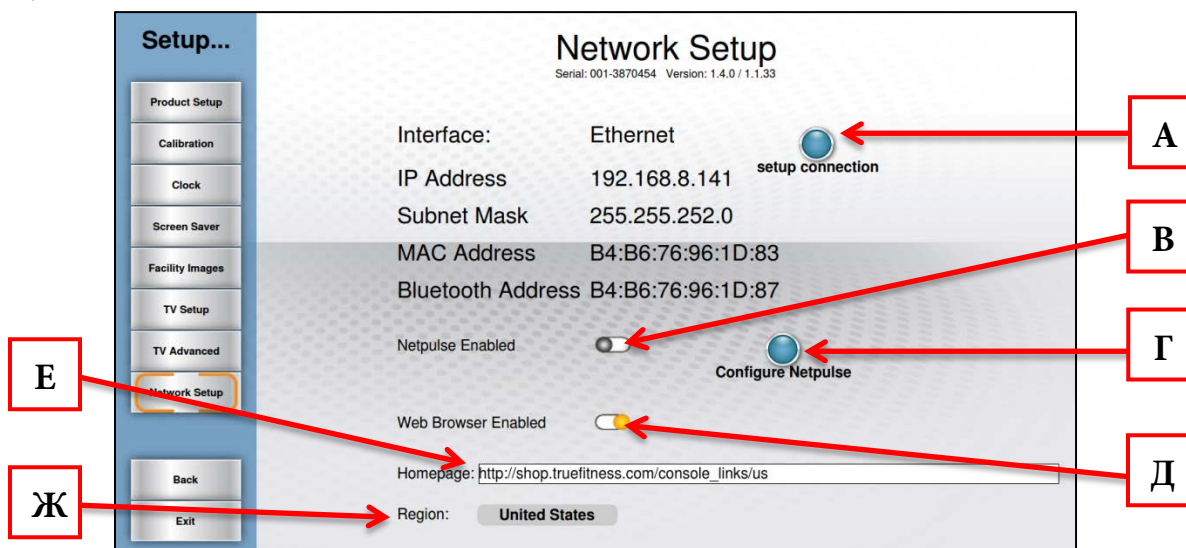 Setup...
Network Setup
Serial: 001-3870454 Version: 1.4.0 / 1.1.33
Product Setup
Calibration
Clock
Screen Saver
Facility Images
TV Setup
TV Advanced
Network Setup
Back
Exit
Interface: Ethernet
setup connection
IP Address 192.168.8.141
Subnet Mask 255.255.252.0
MAC Address B4:B6:76:96:1D:83
Bluetooth Address B4:B6:76:96:1D:87
Netpulse Enabled
Configure Netpulse
Web Browser Enabled
Homepage: http://shop.truefitness.com/console_links/us
Region: United States
А
В
Г
Д
Е
Ж